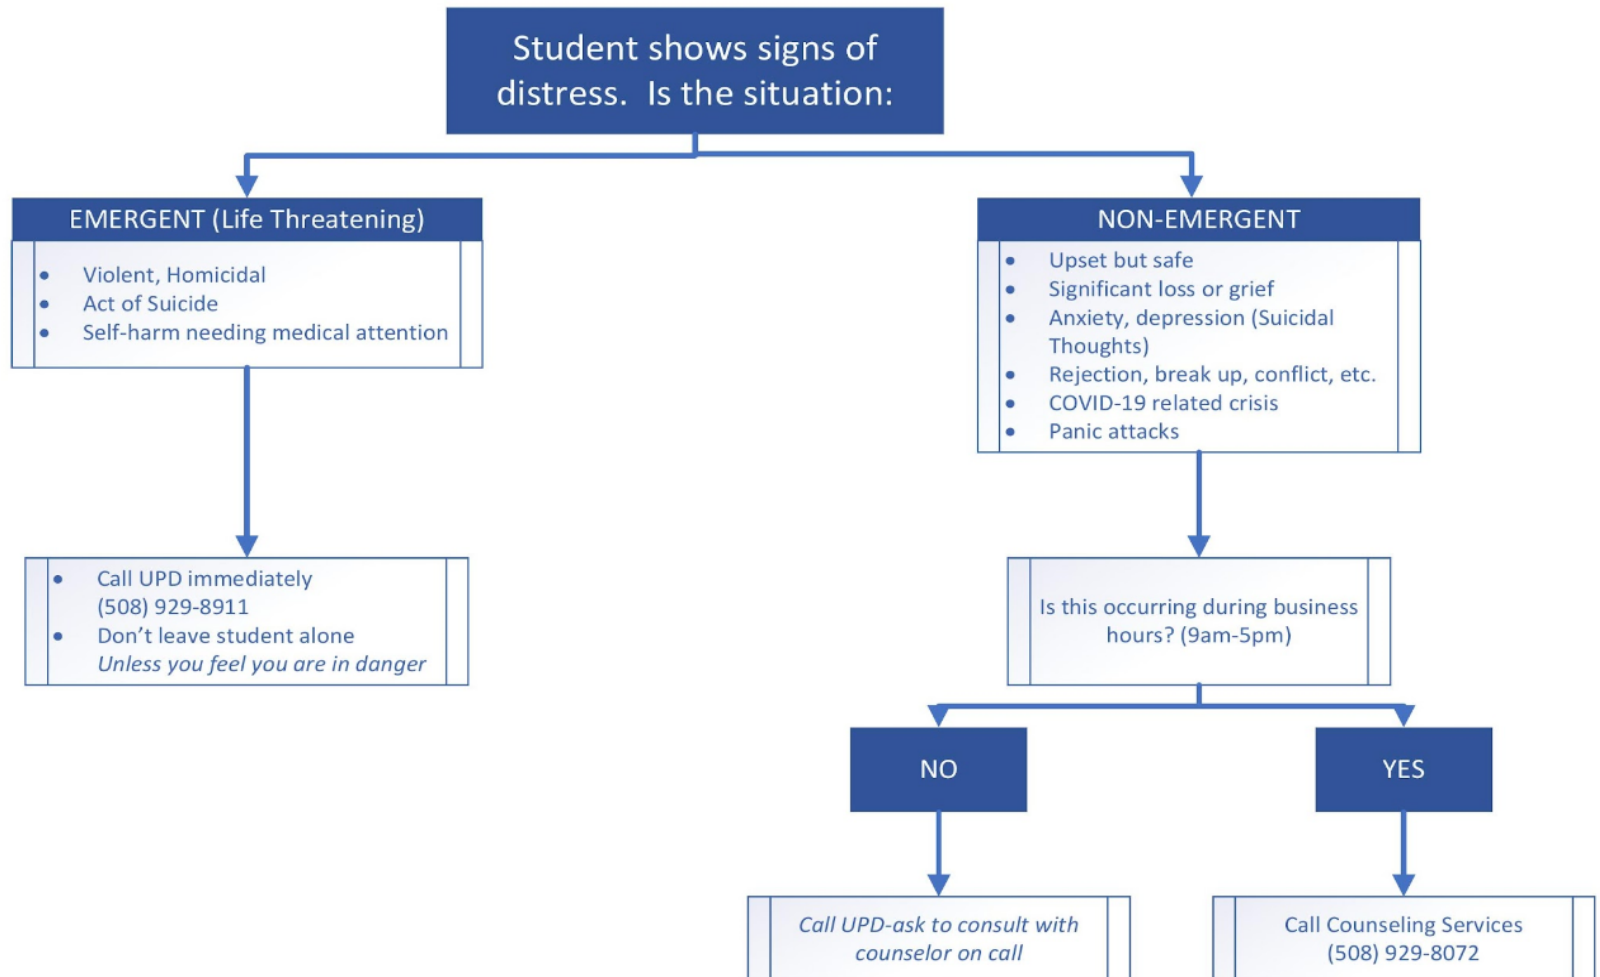 Student shows signs of
distress.  Is the situation:
EMERGENT (Life Threatening)
• Violent, Homicidal
• Act of Suicide
• Self-harm needing medical attention
• Call UPD immediately
(508) 929-8911
• Don’t leave student alone
Unless you feel you are in danger
NON-EMERGENT
• Upset but safe
• Significant loss or grief
• Anxiety, depression (Suicidal
Thoughts)
• Rejection, break up, conflict, etc.
• COVID-19 related crisis
• Panic attacks
Is this occurring during business
hours? (9am-5pm)
NO
Call UPD-ask to consult with
counselor on call
YES
Call Counseling Services
(508) 929-8072